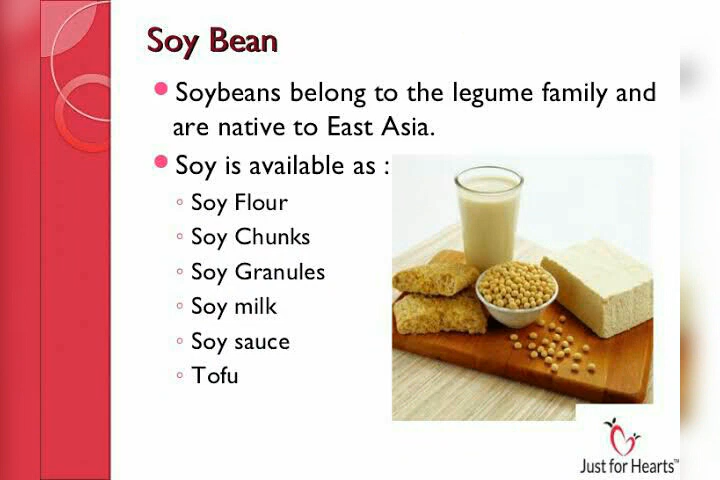 Soy Bean
Soybeans belong to the legume family and
are native to East Asia.
Soy is available as :
Soy Flour
Soy Chunks
Soy Granules
Soy milk
Soy sauce
Tofu
Just for Hearts™